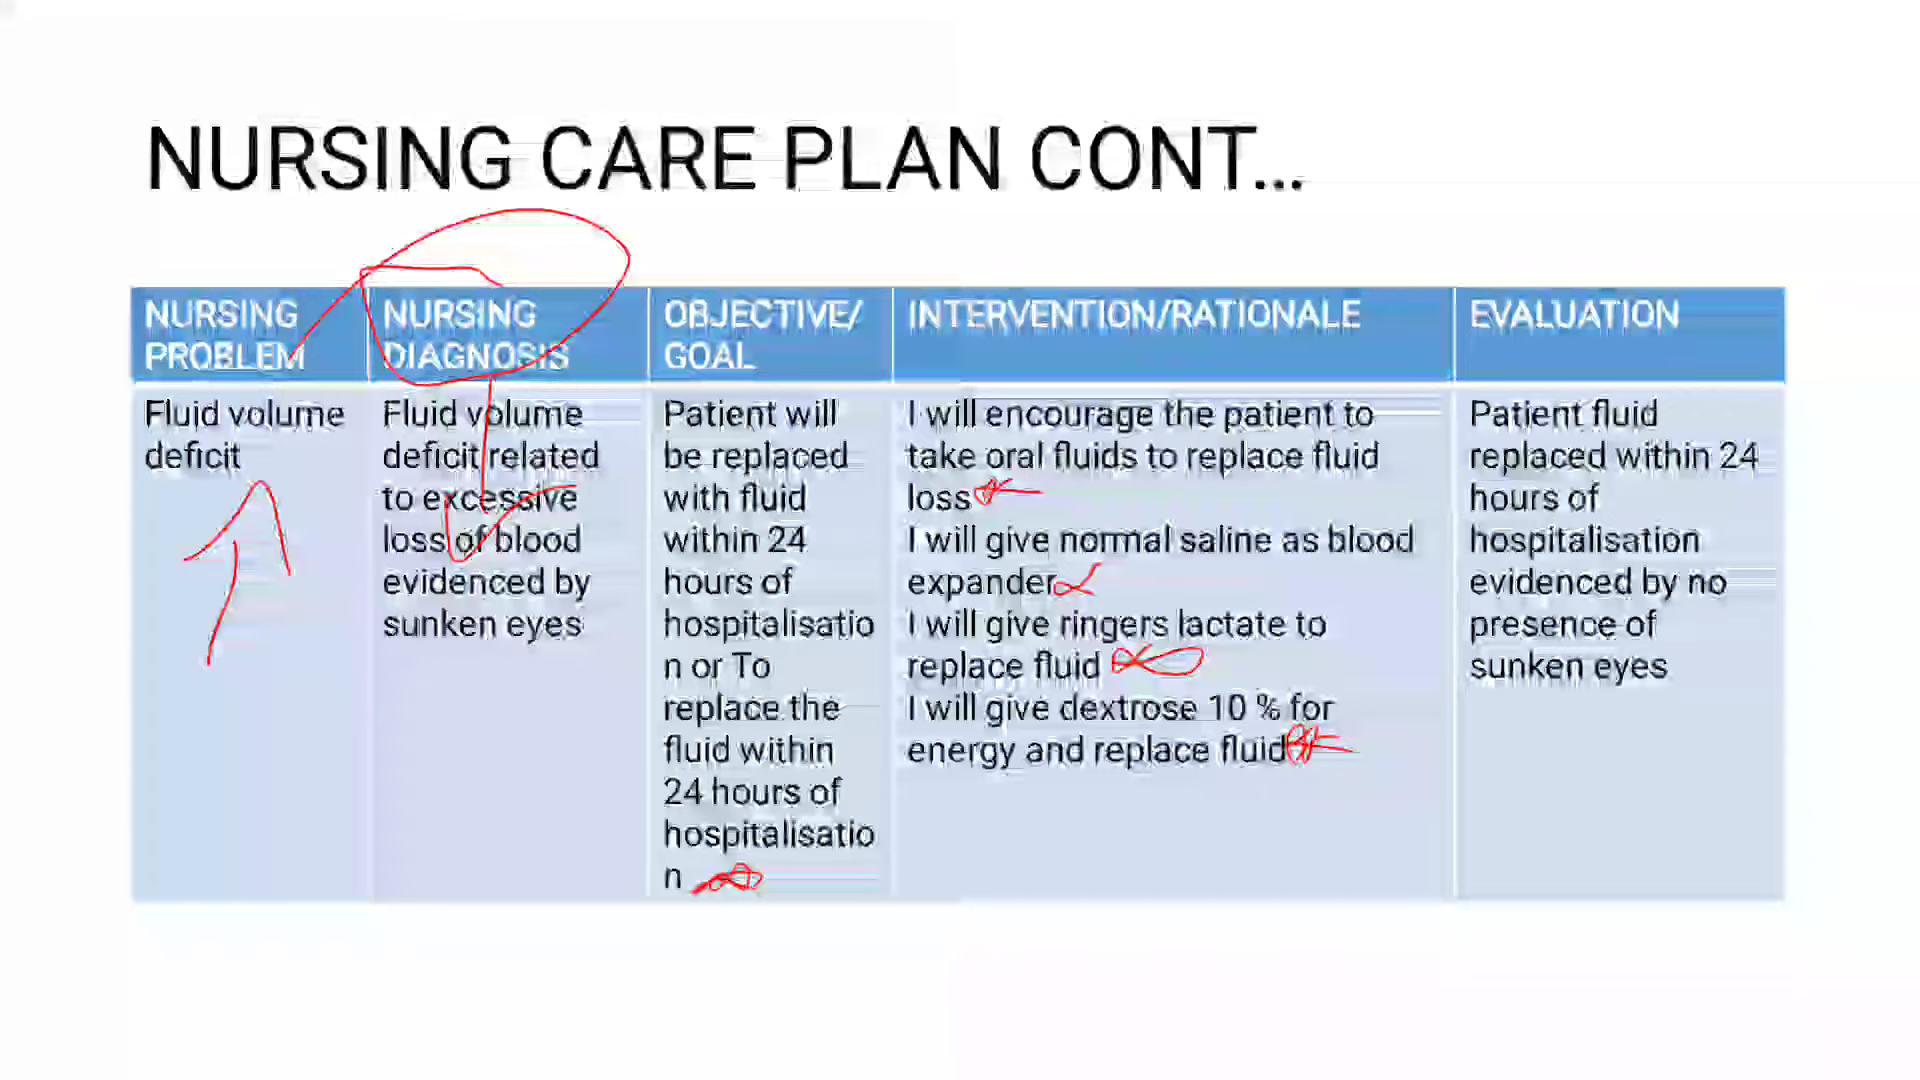 NURSING CARE PLAN CONT...
NURSING
PROBLEM
NURSING
DIAGNOSIS
OBJECTIVE/
GOAL
INTERVENTION/RATIONALE
EVALUATION
Fluid volume
deficit
Fluid volume
deficit related
to excessive
loss of blood
evidenced by
sunken eyes
Patient will
be replaced
with fluid
within 24
hours of
hospitalisatio
n or To
replace the
fluid within
24 hours of
hospitalisatio
n
I will encourage the patient to
take oral fluids to replace fluid
loss
I will give normal saline as blood
expander
I will give ringers lactate to
replace fluid
I will give dextrose 10 % for
energy and replace fluid
Patient fluid
replaced within 24
hours of
hospitalisation
evidenced by no
presence of
sunken eyes